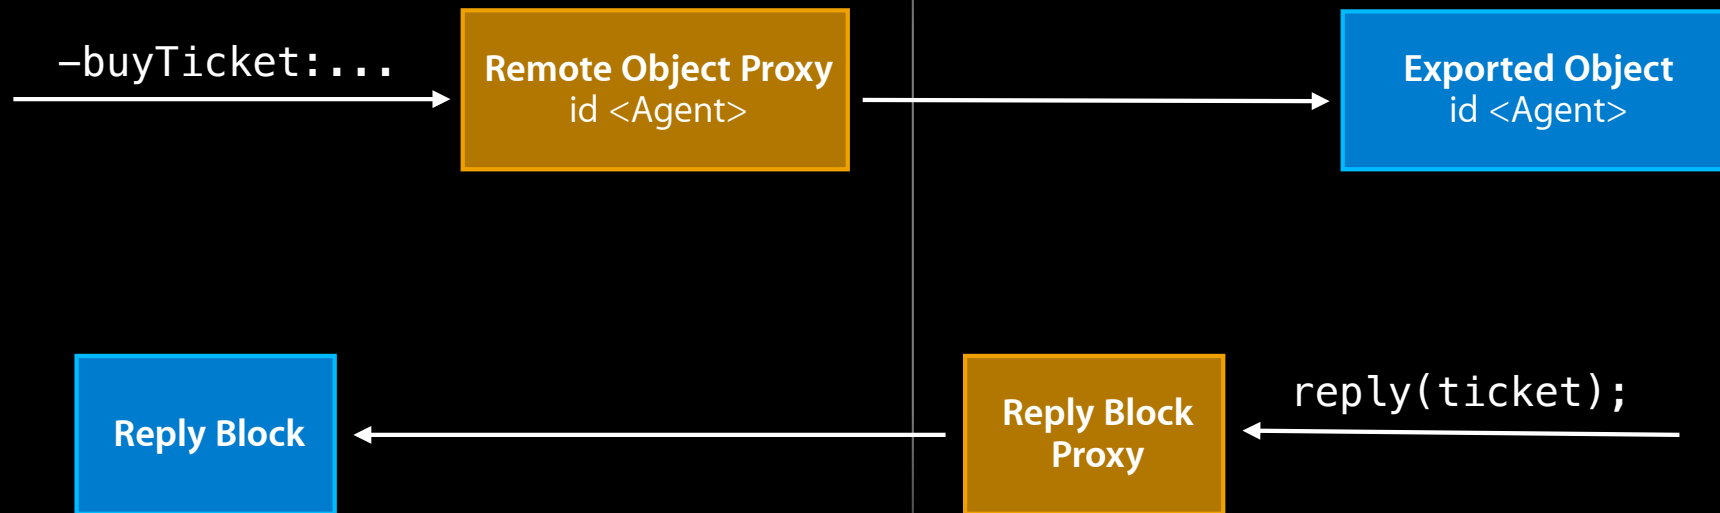 –buyTicket:...
Remote Object Proxy
id <Agent>
Exported Object
id <Agent>
Reply Block
Reply Block
Proxy
reply(ticket);